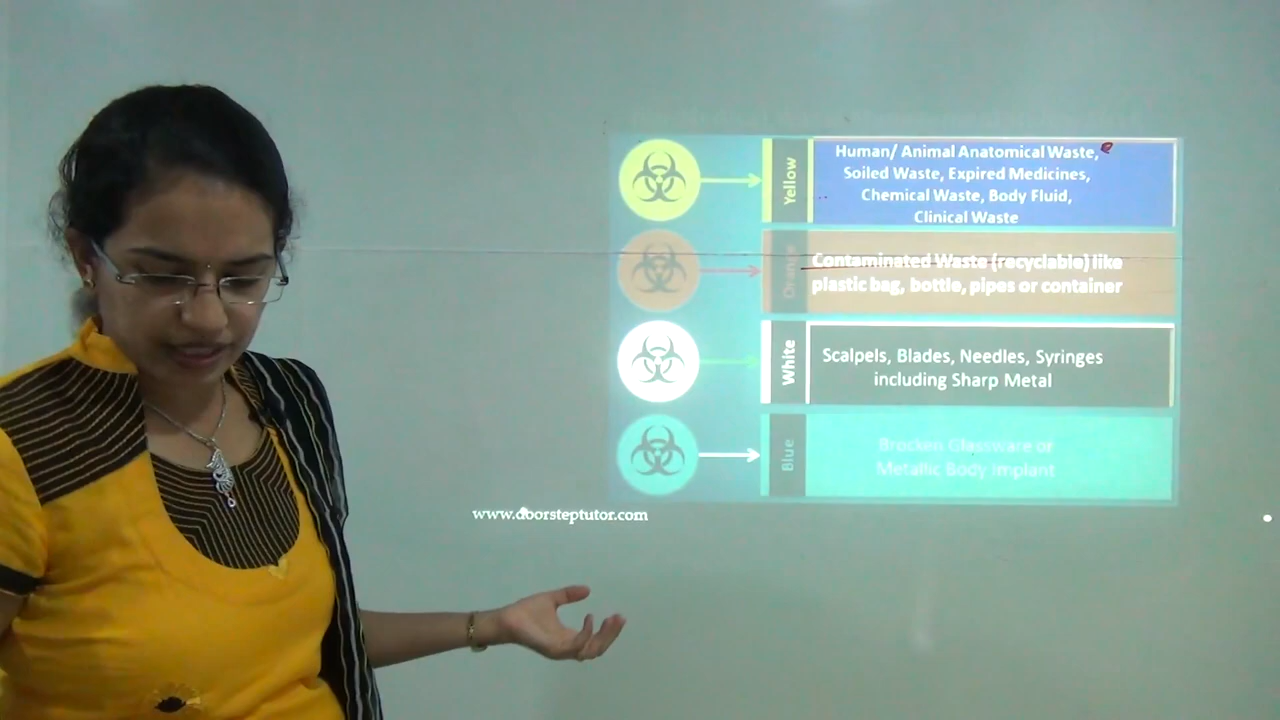 Yellow
Human/ Animal Anatomical Waste,
Soiled Waste, Expired Medicines,
Chemical Waste, Body Fluid,
Clinical Waste
Orange
Contaminated Waste (recyclable) like
plastic bag, bottle, pipes or container
White
Scalpels, Blades, Needles, Syringes
including Sharp Metal
Blue
Brocken Glassware or
Metallic Body Implant
www.doorsteptutor.com